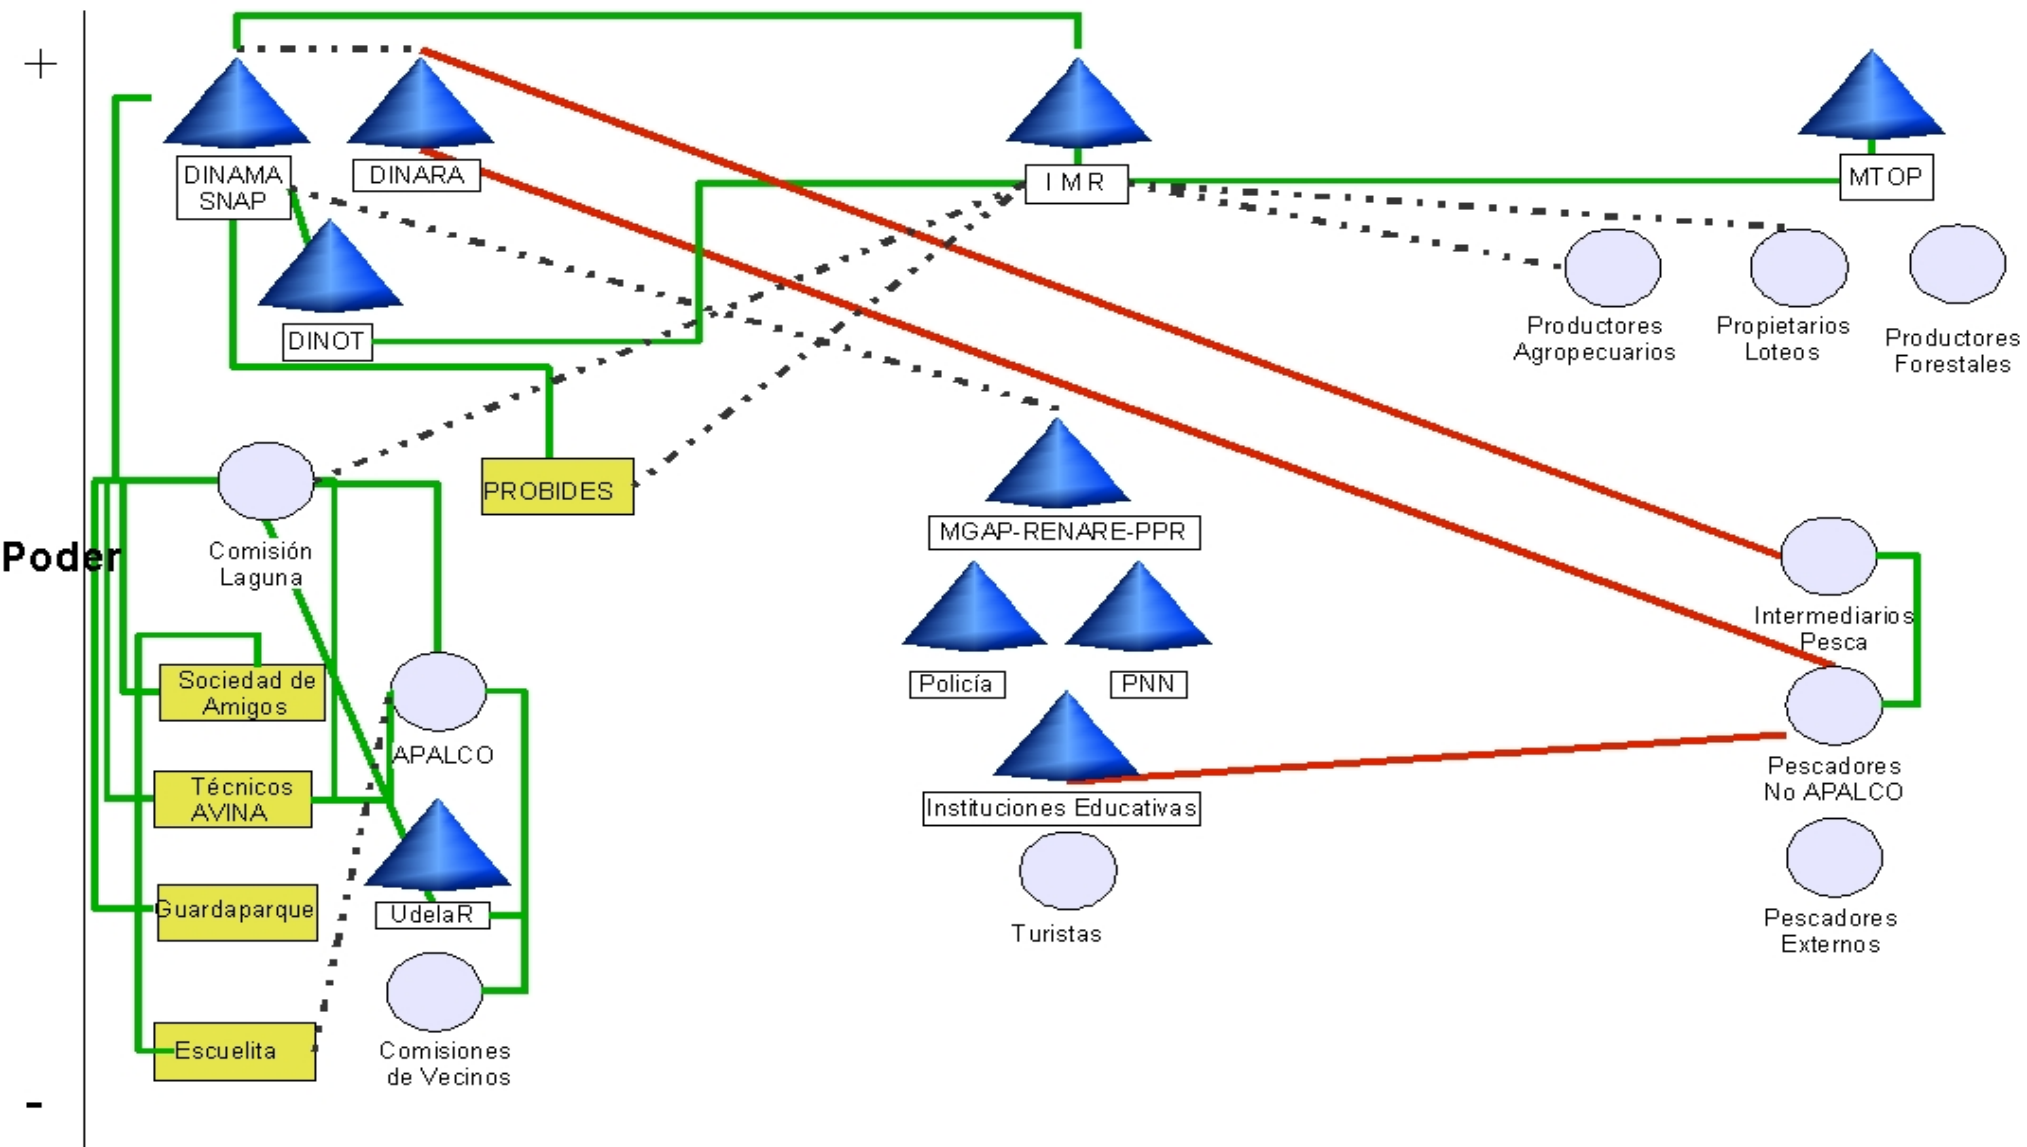 +
DINAMA
SNAP
DINARA
I M R
MTOP
DINOT
Productores
Agropecuarios
Propietarios
Loteos
Productores
Forestales
PROBIDES
MGAP-RENARE-PPR
Comisión
Laguna
Poder
Intermediarios
Pesca
Sociedad de
Amigos
Policía
PNN
APALCO
Pescadores
No APALCO
Técnicos
AVINA
Instituciones Educativas
Guardaparque
UdelaR
Turistas
Pescadores
Externos
Escuelita
Comisiones
de Vecinos
-